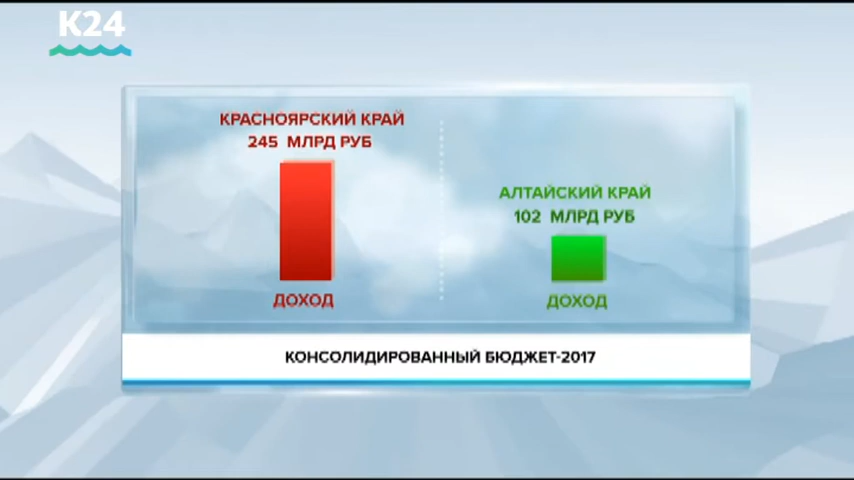 К24
КРАСНОЯРСКИЙ КРАЙ
245 МЛРД РУБ
АЛТАЙСКИЙ КРАЙ
102 МЛРД РУБ
ДОХОД
ДОХОД
КОНСОЛИДИРОВАННЫЙ БЮДЖЕТ-2017